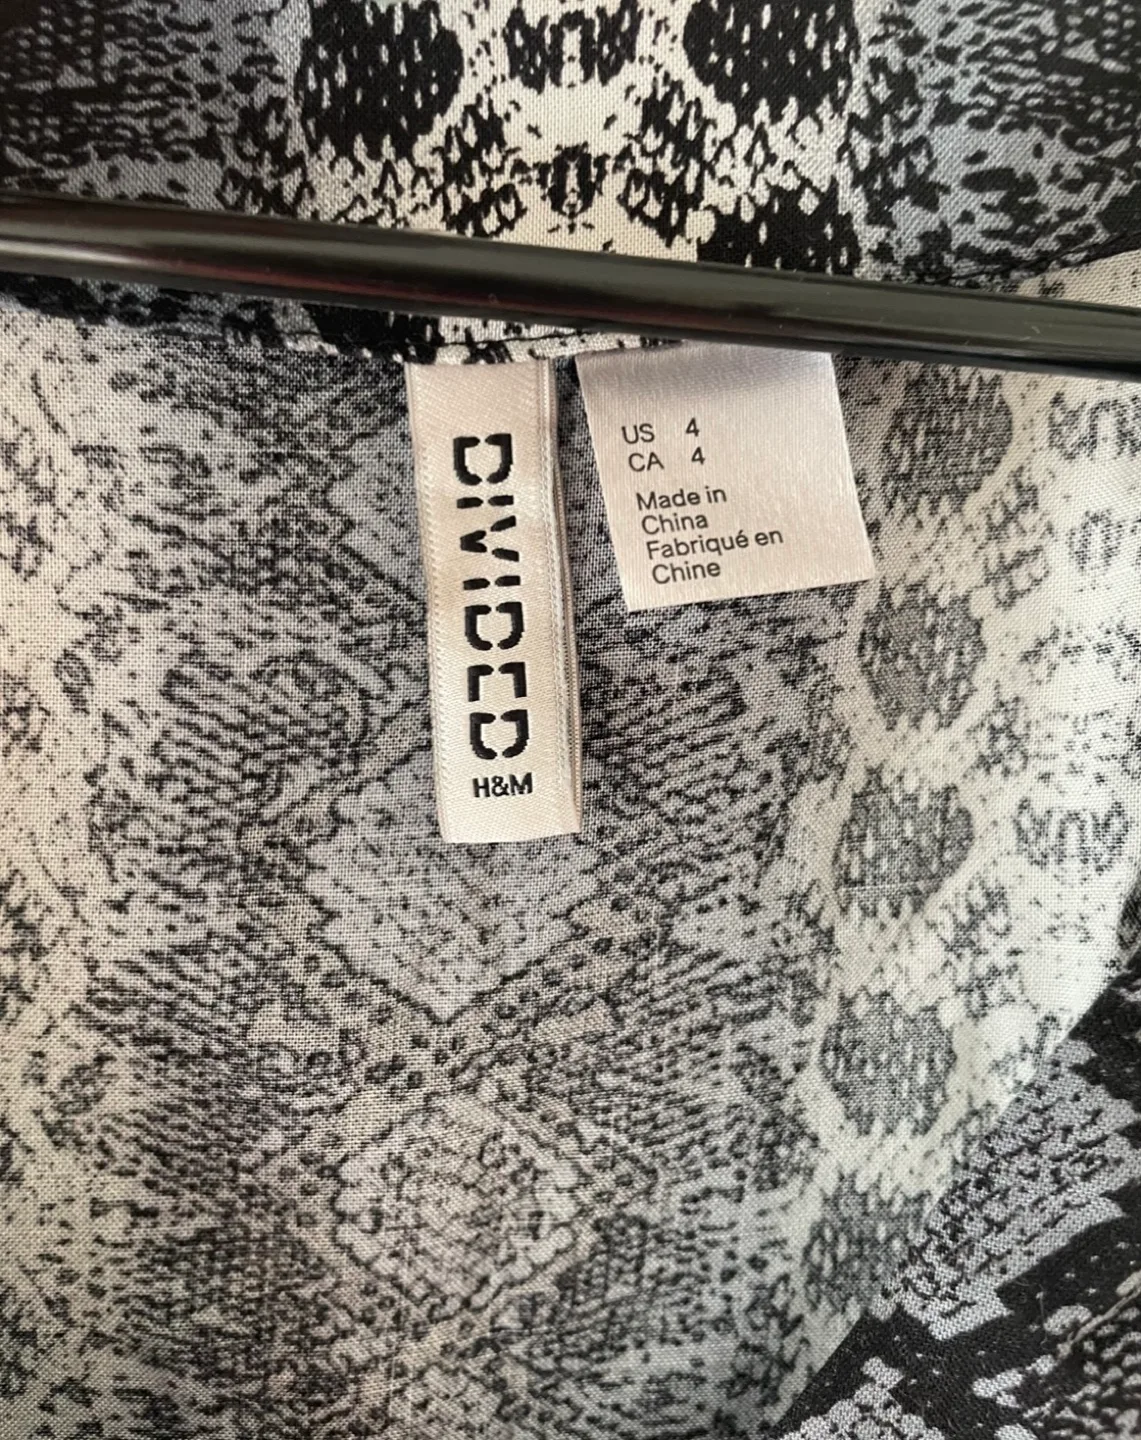 DIVIDED
H&M
US 4
CA 4
Made in
China
Fabriqué en
Chine